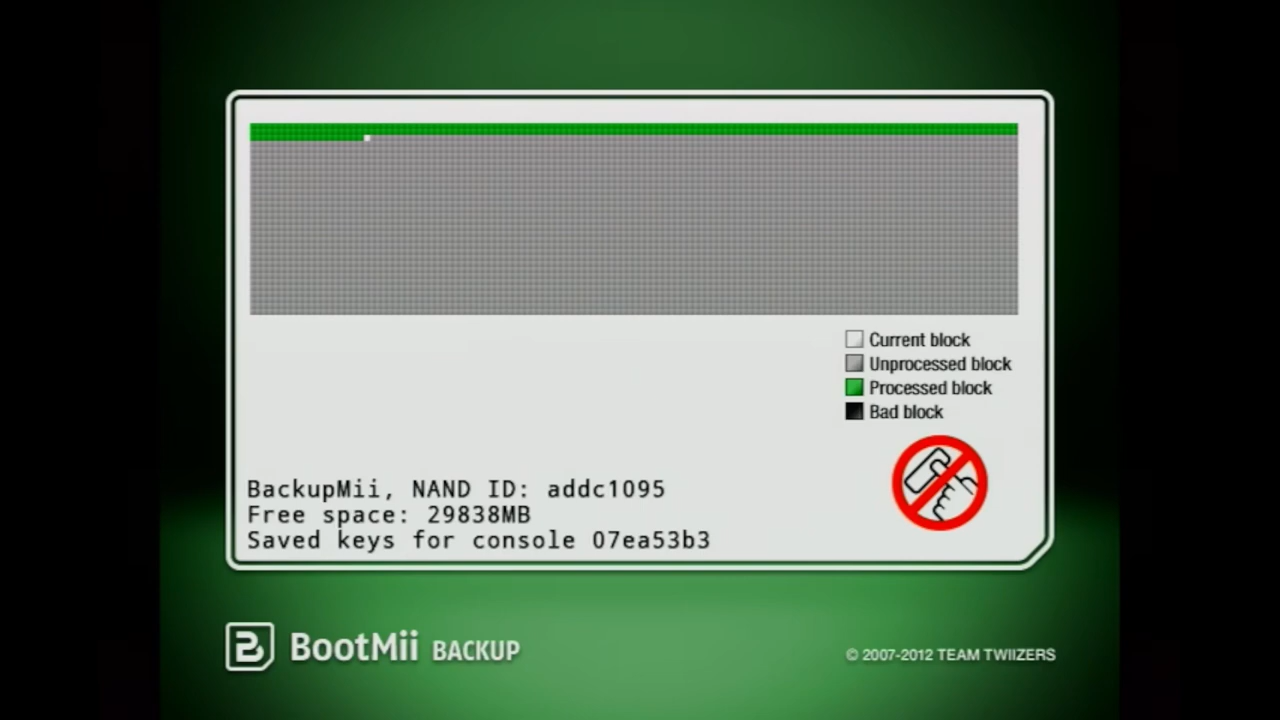 Current block
Unprocessed block
Processed block
Bad block
BackupMii, NAND ID: addc1095
Free space: 29838MB
Saved keys for console 07ea53b3
B BootMii BACKUP
© 2007-2012 TEAM TWIIZERS